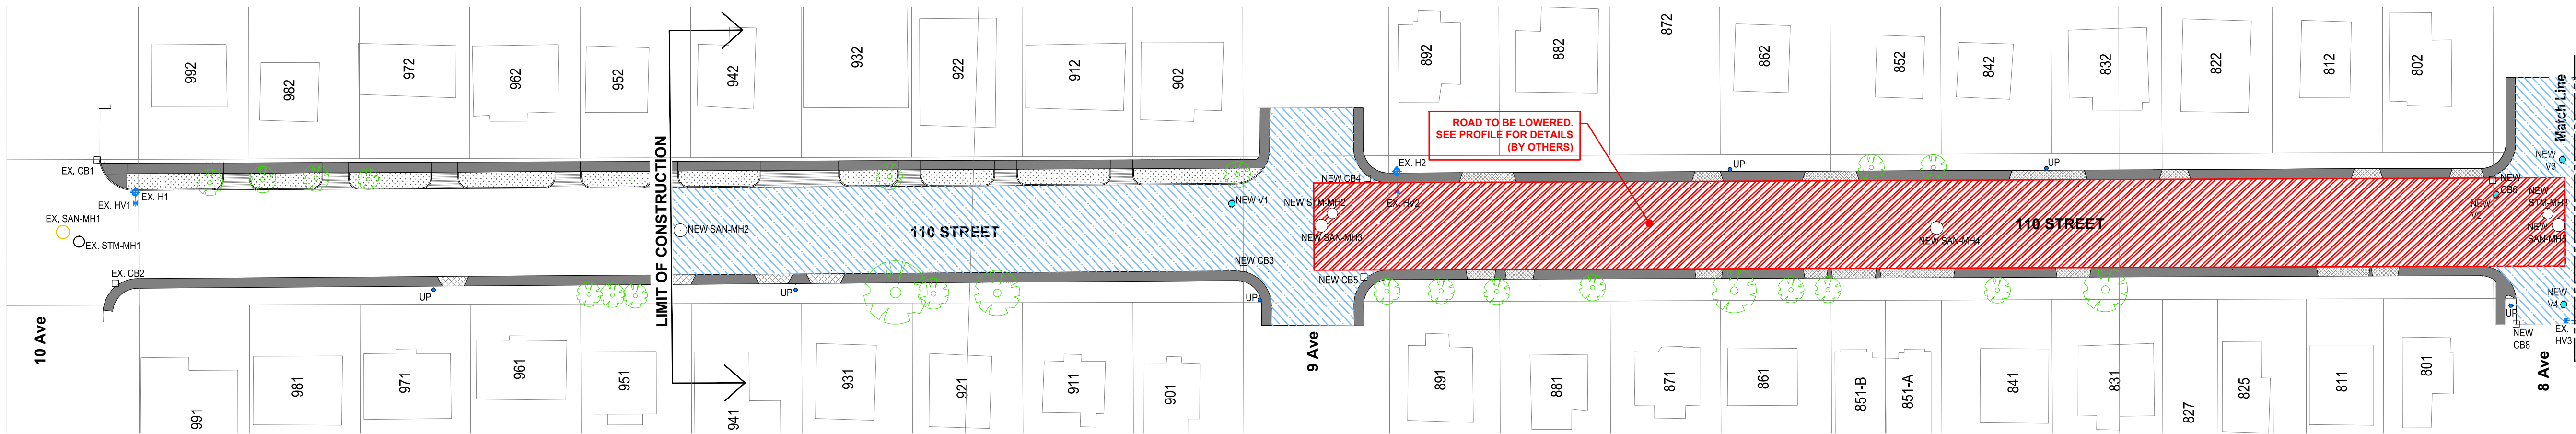 992
982
972
962
952
942
932
922
912
902
892
882
872
862
852
842
832
822
812
802
Match Line
LIMIT OF CONSTRUCTION
ROAD TO BE LOWERED.
SEE PROFILE FOR DETAILS
(BY OTHERS)
EX. CB1
EX. H1
EX. HV1
EX. SAN-MH1
EX. STM-MH1
EX. CB2
UP
NEW SAN-MH2
UP
110 STREET
NEW V1
NEW CB3
UP
NEW CB4
NEW STM-MH2
NEW SAN-MH3
NEW CB5
EX. H2
EX. HV2
UP
NEW SAN-MH4
UP
110 STREET
NEW
V3
NEW
CB6
NEW
V2
NEW
STM-MH3
NEW
NEW
V4
UP
NEW
CB8
EX.
HV3
10 Ave
9 Ave
8 Ave
991
981
971
961
951
941
931
921
911
901
891
881
871
861
851-B
851-A
841
831
827
825
811
801